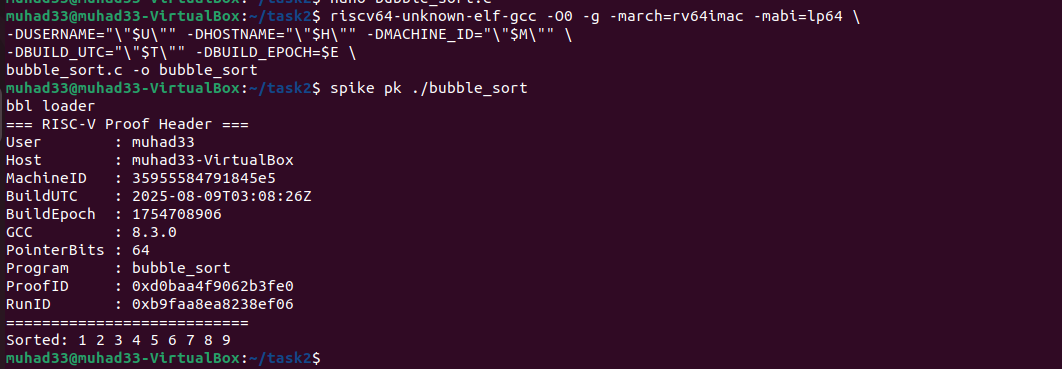 muhad33@muhad33-VirtualBox:~/task2$ riscv64-unknown-elf-gcc -O0 -g -march=rv64imac -mabi=lp64 \
-DUSERNAME="\"$U\"" -DHOSTNAME="\"$H\"" -DMACHINE_ID="\"$M\"" \
-DBUILD_UTC="\"$T\"" -DBUILD_EPOCH=$E \
bubble_sort.c -o bubble_sort
muhad33@muhad33-VirtualBox:~/task2$ spike pk ./bubble_sort
bbl loader
=== RISC-V Proof Header ===
User        : muhad33
Host        : muhad33-VirtualBox
MachineID   : 35955584791845e5
BuildUTC    : 2025-08-09T03:08:26Z
BuildEpoch  : 1754708906
GCC         : 8.3.0
PointerBits : 64
Program     : bubble_sort
ProofID     : 0xd0baa4f9062b3fe0
RunID       : 0xb9faa8ea8238ef06
===========================
Sorted: 1 2 3 4 5 6 7 8 9
muhad33@muhad33-VirtualBox:~/task2$